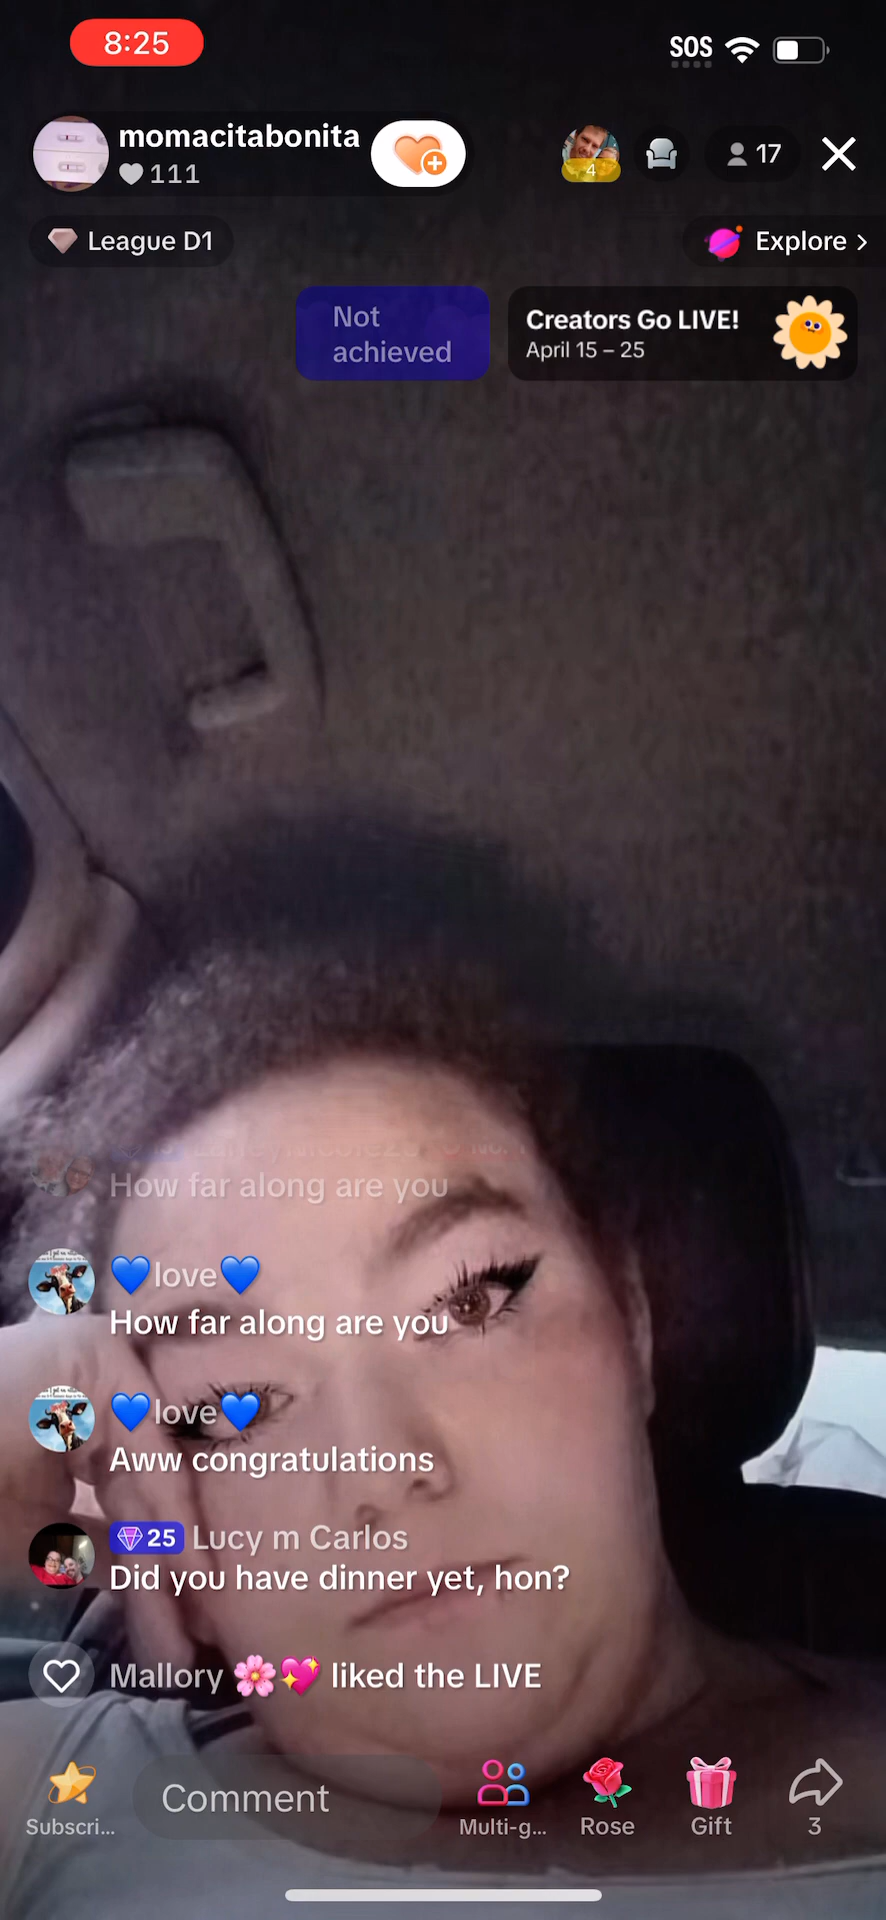 8:25
SOS
momacitabonita
111
4
17
League D1
Explore >
Not
achieved
Creators Go LIVE!
April 15 – 25
How far along are you
💙love💙
How far along are you
💙love💙
Aww congratulations
25 Lucy m Carlos
Did you have dinner yet, hon?
Mallory 🌸💖 liked the LIVE
Comment
Subscri...
Multi-g...
Rose
Gift
3